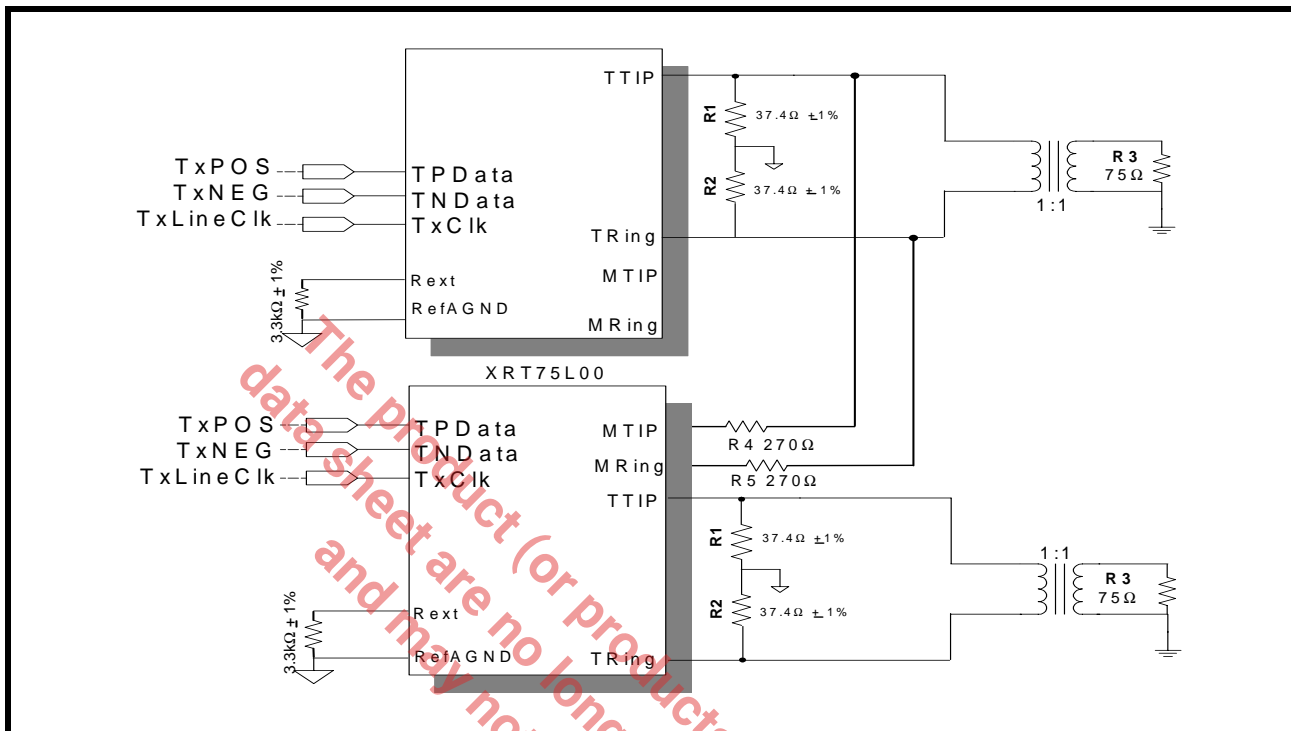 TTIP
R1
37.4Ω ±1%
R2
37.4Ω ±1%
R3
75Ω
1:1
TxPOS
TPData
TxNEG
TNData
TxLineClk
TxClk
TRing
MTIP
MRing
Rext
RefAGND
3.3kΩ ±1%
XRT75L00
TxPOS
TPData
TxNEG
TNData
TxLineClk
TxClk
MTIP
R4 270Ω
MRing
R5 270Ω
TTIP
R1
37.4Ω ±1%
R2
37.4Ω ±1%
1:1
R3
75Ω
Rext
RefAGND
3.3kΩ ±1%
TRing
The product (or products
data sheet are no long
and may no